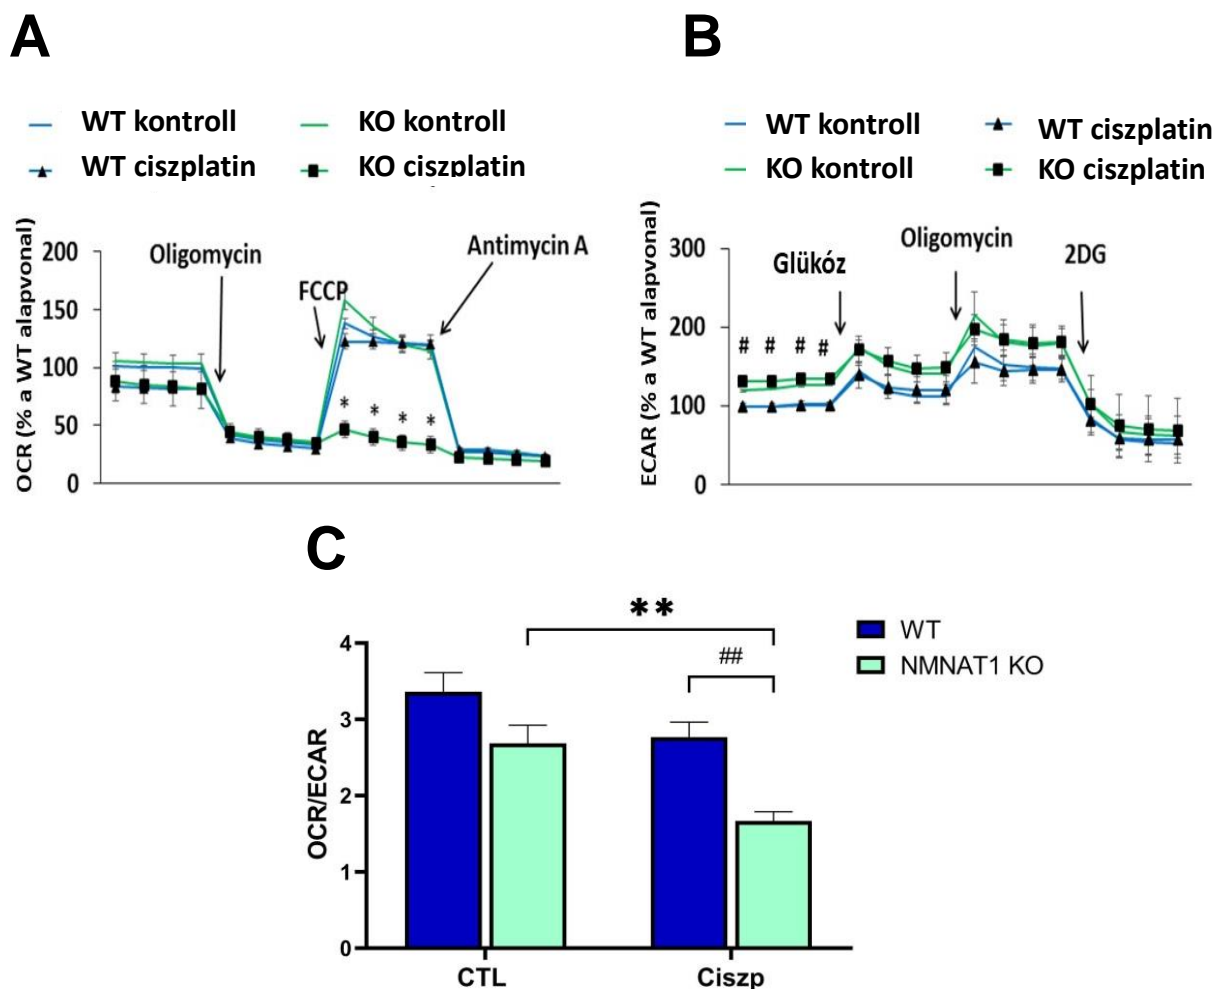 A
WT kontroll KO kontroll
WT ciszplatin KO ciszplatin
OCR (% a WT alapvonal)
200
150
100
50
0
Oligomycin
FCCP
Antimycin A
*
*
*
*
B
WT kontroll WT ciszplatin
KO kontroll KO ciszplatin
ECAR (% a WT alapvonal)
300
200
100
0
Glükóz
Oligomycin
2DG
# # # #
C
**
##
WT
NMNAT1 KO
OCR/ECAR
4
3
2
1
0
CTL Ciszp